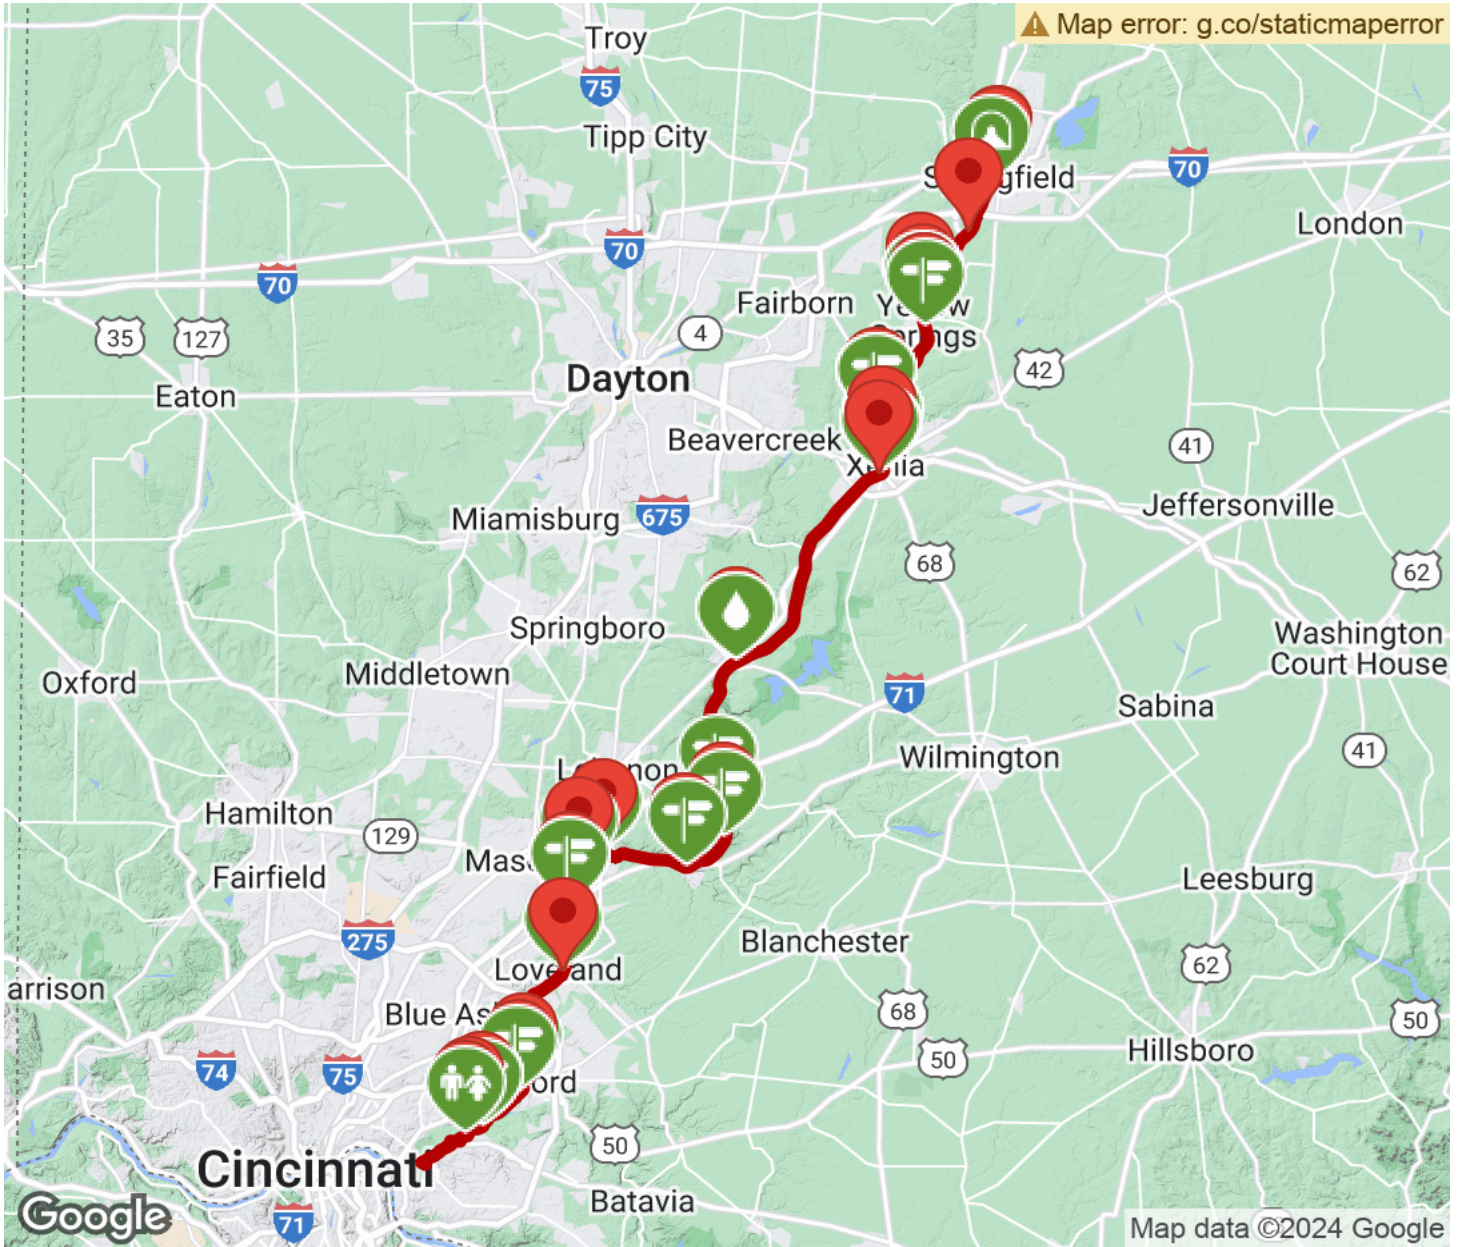 Map error: g.co/staticmaperror
Troy
75
Tipp City
70
London
70
70
Fairborn
4
35
127
42
Dayton
Eaton
Beavercreek
41
Jeffersonville
Miamisburg
675
68
62
Springboro
Washington
Court House
Middletown
Oxford
71
Sabina
41
Wilmington
Hamilton
129
Fairfield
Leesburg
275
Blanchester
62
Loveland
arrison
68
50
Hillsboro
50
74
75
50
Cincinnati
Batavia
Google
71
Map data ©2024 Google